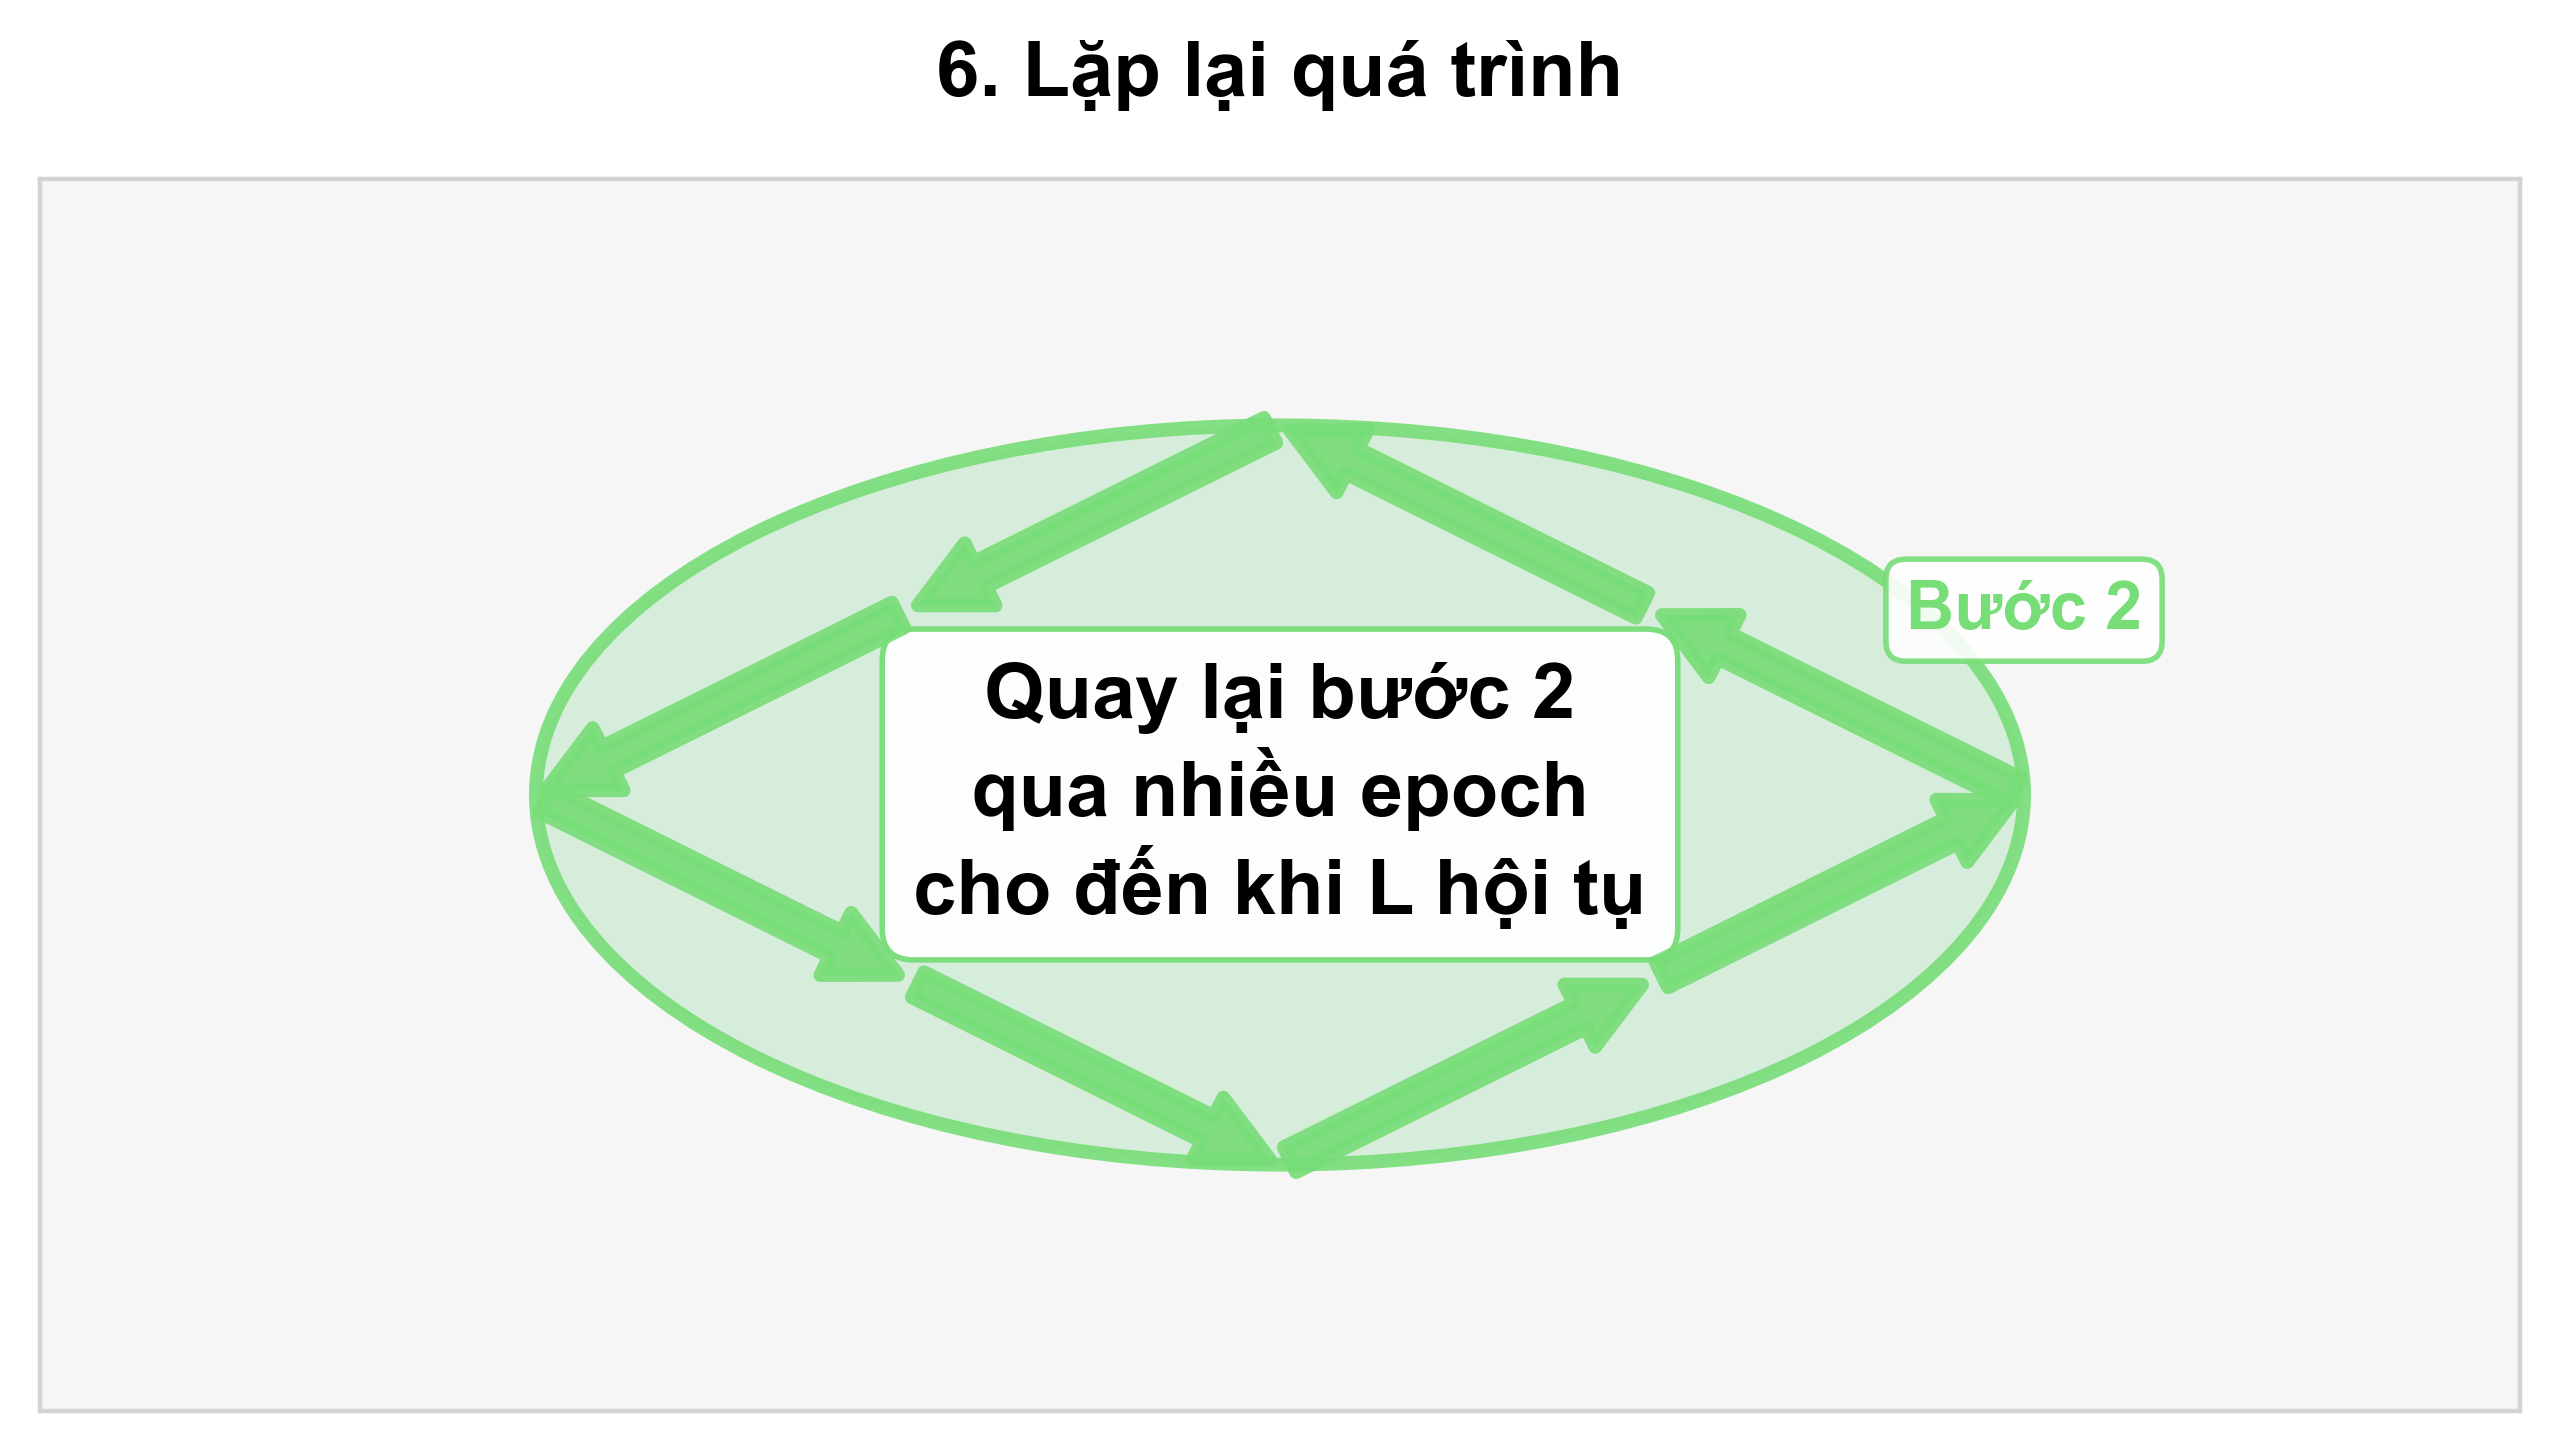 6. Lặp lại quá trình
Bước 2
Quay lại bước 2
qua nhiều epoch
cho đến khi L hội tụ